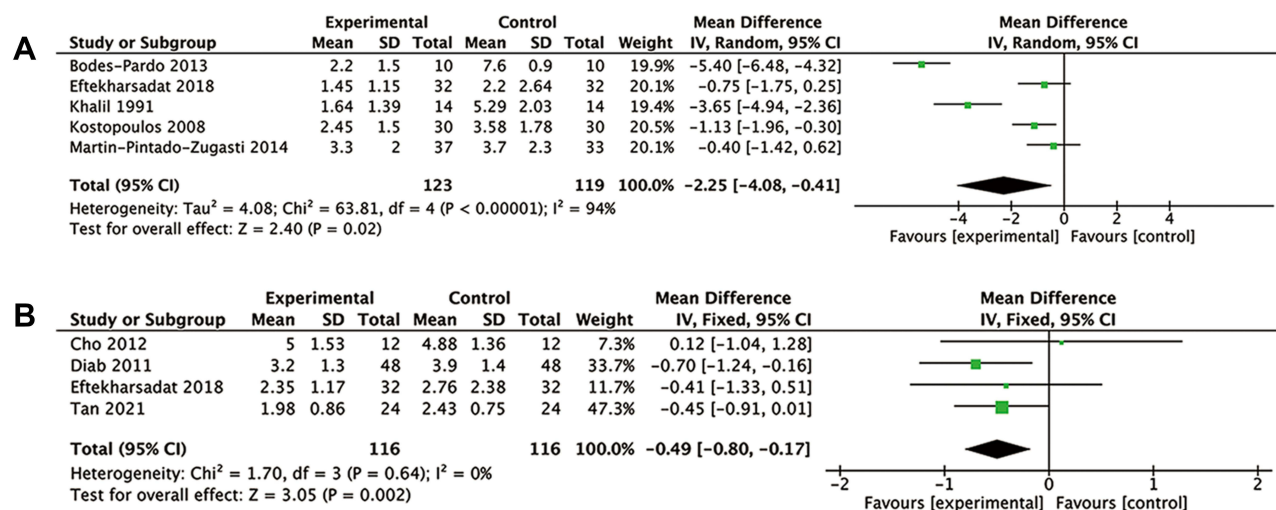 A
Experimental Control Mean Difference Mean Difference
Study or Subgroup Mean SD Total Mean SD Total Weight IV, Random, 95% CI IV, Random, 95% CI
Bodes-Pardo 2013 2.2 1.5 10 7.6 0.9 10 19.9% -5.40 [-6.48, -4.32]
Eftekharsadat 2018 1.45 1.15 32 2.2 2.64 32 20.1% -0.75 [-1.75, 0.25]
Khalil 1991 1.64 1.39 14 5.29 2.03 14 19.4% -3.65 [-4.94, -2.36]
Kostopoulos 2008 2.45 1.5 30 3.58 1.78 30 20.5% -1.13 [-1.96, -0.30]
Martin-Pintado-Zugasti 2014 3.3 2 37 3.7 2.3 33 20.1% -0.40 [-1.42, 0.62]
Total (95% CI) 123 119 100.0% -2.25 [-4.08, -0.41]
Heterogeneity: Tau² = 4.08; Chi² = 63.81, df = 4 (P < 0.00001); I² = 94%
Test for overall effect: Z = 2.40 (P = 0.02)
-4 -2 0 2 4
Favours [experimental] Favours [control]
B
Experimental Control Mean Difference Mean Difference
Study or Subgroup Mean SD Total Mean SD Total Weight IV, Fixed, 95% CI IV, Fixed, 95% CI
Cho 2012 5 1.53 12 4.88 1.36 12 7.3% 0.12 [-1.04, 1.28]
Diab 2011 3.2 1.3 48 3.9 1.4 48 33.7% -0.70 [-1.24, -0.16]
Eftekharsadat 2018 2.35 1.17 32 2.76 2.38 32 11.7% -0.41 [-1.33, 0.51]
Tan 2021 1.98 0.86 24 2.43 0.75 24 47.3% -0.45 [-0.91, 0.01]
Total (95% CI) 116 116 100.0% -0.49 [-0.80, -0.17]
Heterogeneity: Chi² = 1.70, df = 3 (P = 0.64); I² = 0%
Test for overall effect: Z = 3.05 (P = 0.002)
-2 -1 0 1 2
Favours [experimental] Favours [control]